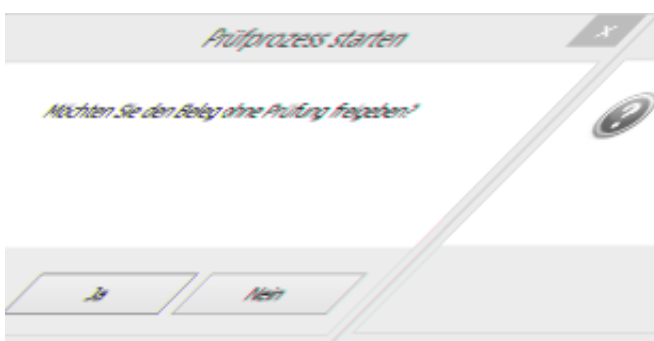 Prüfprozess starten
x
Möchten Sie den Beleg ohne Prüfung freigeben?
?
Ja
Nein